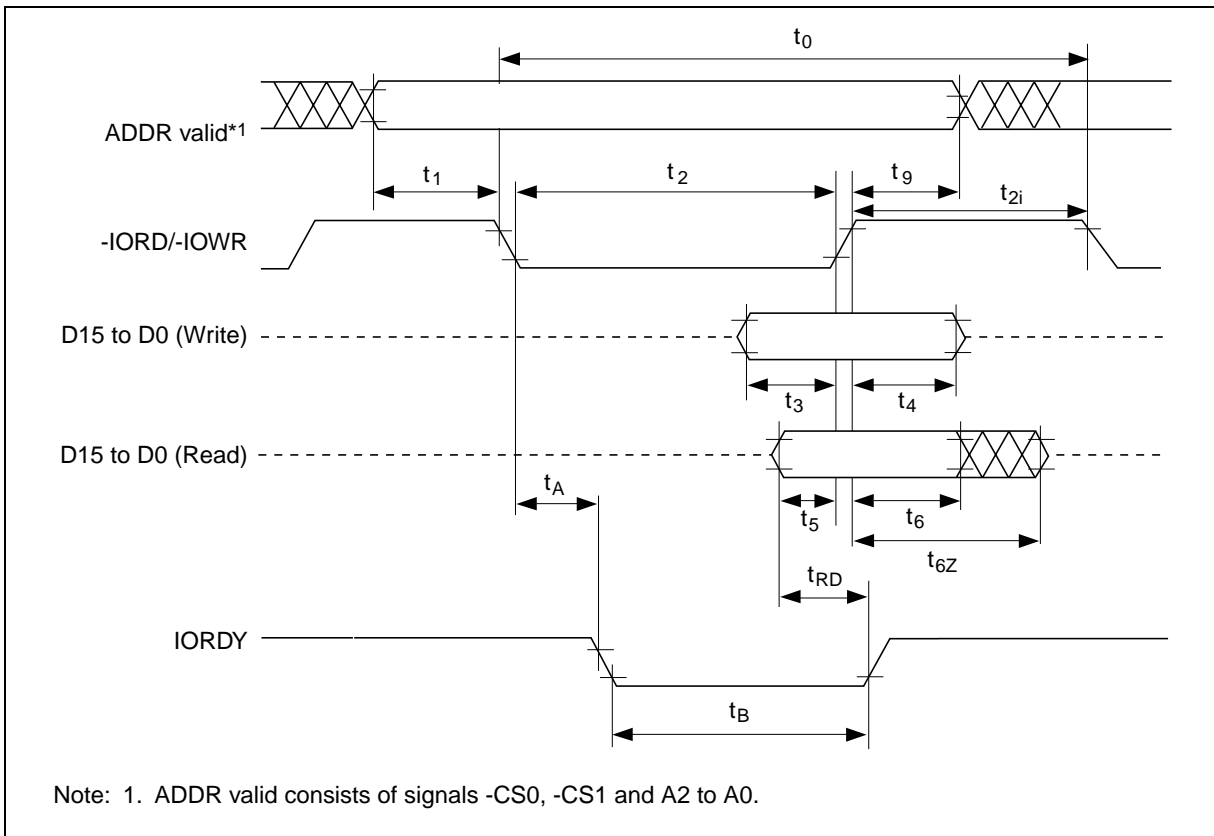 t0
ADDR valid*1
t1
t2
t9
t2i
-IORD/-IOWR
D15 to D0 (Write)
t3
t4
D15 to D0 (Read)
tA
t5
t6
t6Z
tRD
IORDY
tB
Note: 1. ADDR valid consists of signals -CS0, -CS1 and A2 to A0.